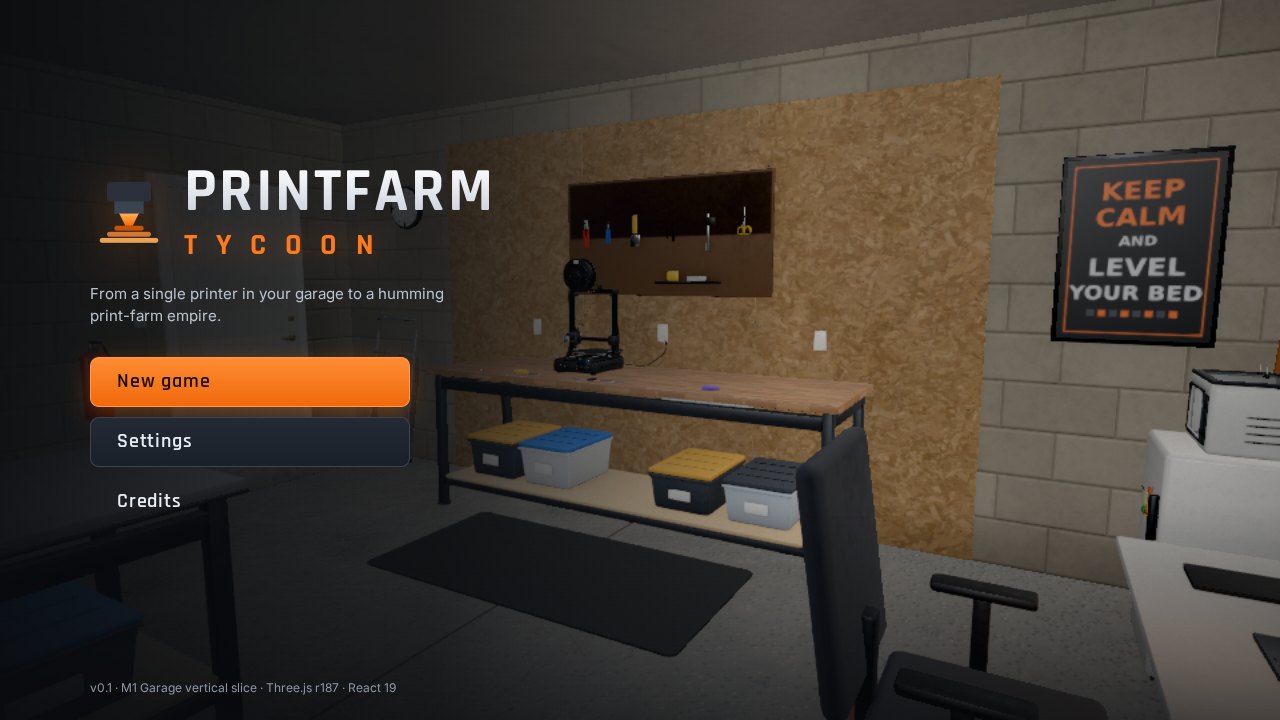 PRINTFARM
TYCOON
From a single printer in your garage to a humming
print-farm empire.
New game
Settings
Credits
v0.1 · M1 Garage vertical slice · Three.js r187 · React 19
KEEP
CALM
AND
LEVEL
YOUR BED